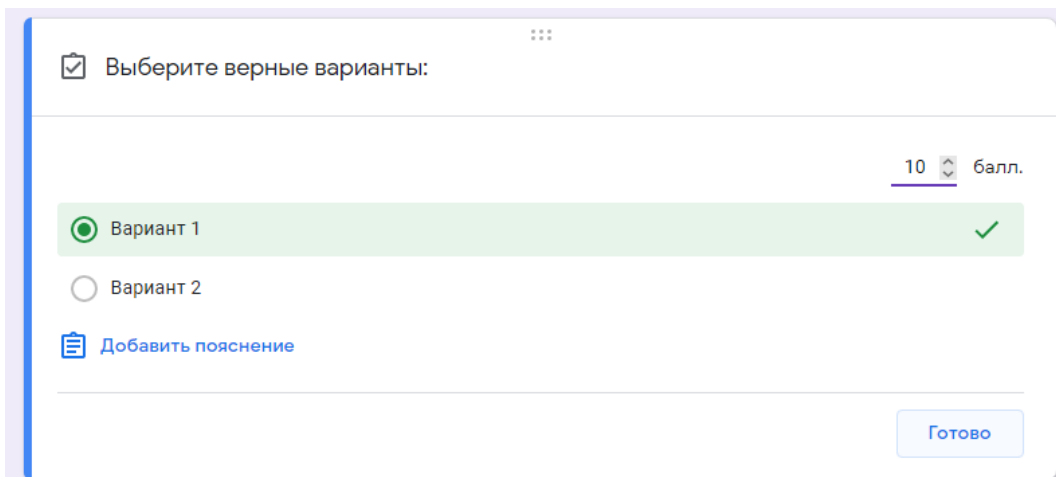 Выберите верные варианты:
10 балл.
Вариант 1
Вариант 2
Добавить пояснение
Готово